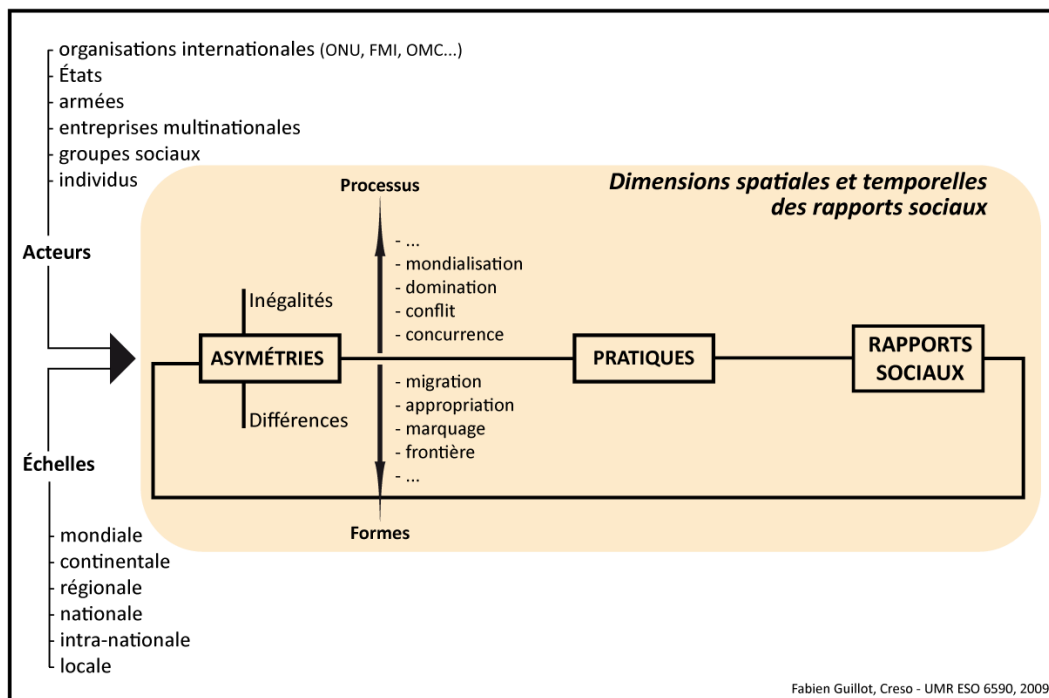 - organisations internationales (ONU, FMI, OMC...)
- États
- armées
- entreprises multinationales
- groupes sociaux
- individus
Acteurs
Dimensions spatiales et temporelles
des rapports sociaux
Processus
- ...
- mondialisation
- domination
- conflit
- concurrence
Inégalités
ASYMÉTRIES
Différences
PRATIQUES
RAPPORTS
SOCIAUX
- migration
- appropriation
- marquage
- frontière
- ...
Formes
Échelles
- mondiale
- continentale
- régionale
- nationale
- intra-nationale
- locale
Fabien Guillot, Creso - UMR ESO 6590, 2009